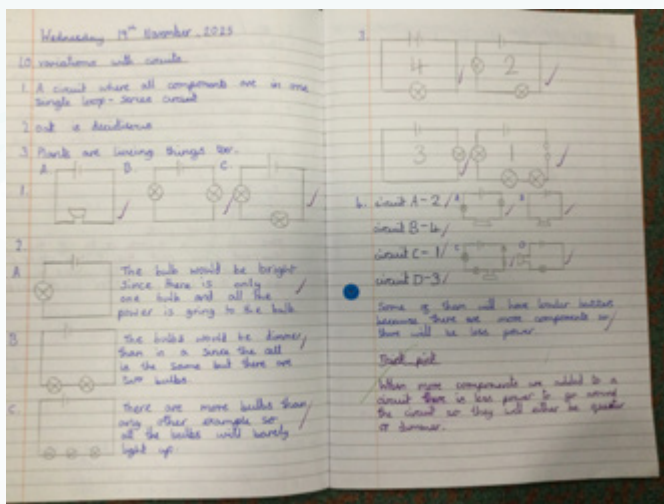 Wednesday 19th November, 2025
LO variations with circuits
1. A circuit where all components are in one
single loop - series circuit
2. oak is deciduous
3. Plants are living things too.
A B C
1.
2.
A
The bulb would be bright
since there is only
one bulb and all the
power is going to the bulb
B
The bulbs would be dimmer
than in a since the cell
is the same but there are
two bulbs.
C.
There are more bulbs than
any other example so
all the bulbs will barely
light up.
3.
4
2
3
1
circuit A-2
circuit B-4
circuit C-1
circuit D-3
A B
C D
Some of them will have louder buzzers
because there are more components so
there will be less power.
When more components are added to a
circuit there is less power to go around
the circuit so they will either be quieter
or dimmer.